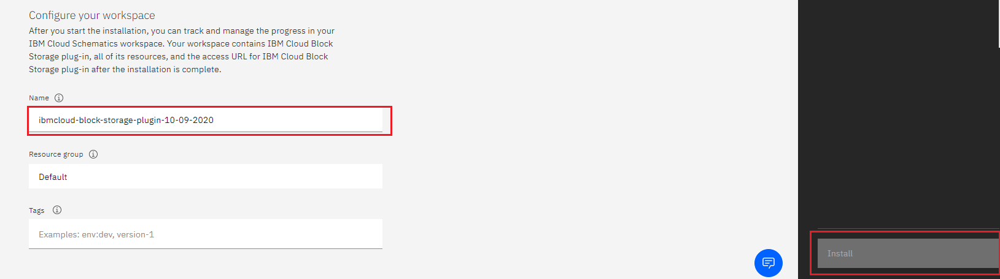 Configure your workspace
After you start the installation, you can track and manage the progress in your
IBM Cloud Schematics workspace. Your workspace contains IBM Cloud Block
Storage plug-in, all of its resources, and the access URL for IBM Cloud Block
Storage plug-in after the installation is complete.
Name
ibmcloud-block-storage-plugin-10-09-2020
Resource group
Default
Tags
Examples: env:dev, version-1
Install